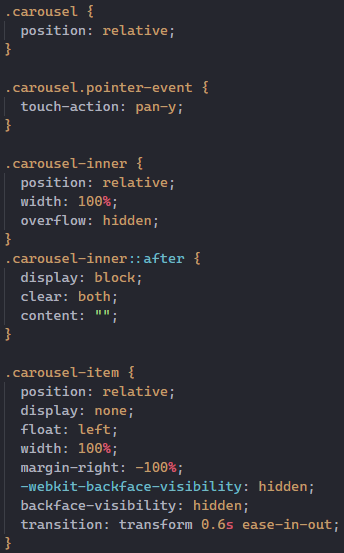 .carousel {
  position: relative;
}

.carousel.pointer-event {
  touch-action: pan-y;
}

.carousel-inner {
  position: relative;
  width: 100%;
  overflow: hidden;
}
.carousel-inner::after {
  display: block;
  clear: both;
  content: "";
}

.carousel-item {
  position: relative;
  display: none;
  float: left;
  width: 100%;
  margin-right: -100%;
  -webkit-backface-visibility: hidden;
  backface-visibility: hidden;
  transition: transform 0.6s ease-in-out;
}